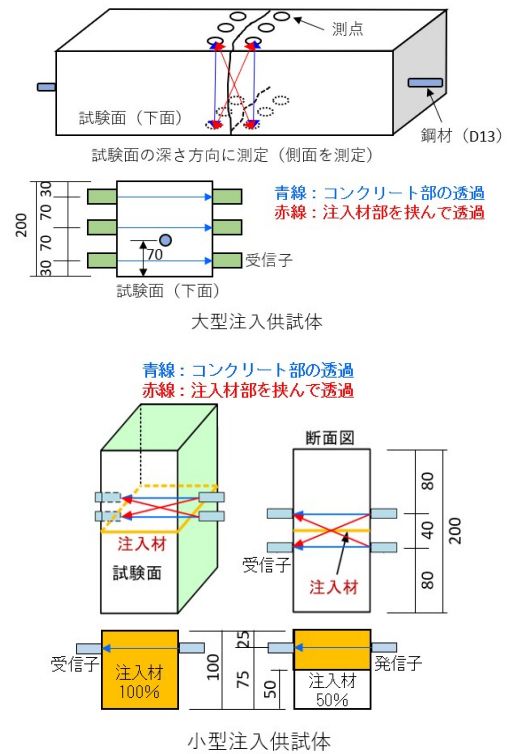 測点
試験面（下面）
鋼材（D13）
試験面の深さ方向に測定（側面を測定）
青線：コンクリート部の透過
赤線：注入材部を挟んで透過
200
30
70
70
30
70
受信子
試験面（下面）
大型注入供試体
青線：コンクリート部の透過
赤線：注入材部を挟んで透過
断面図
注入材
試験面
受信子
注入材
80
40
80
200
受信子
注入材
100%
100
25
75
50
発信子
注入材
50%
小型注入供試体